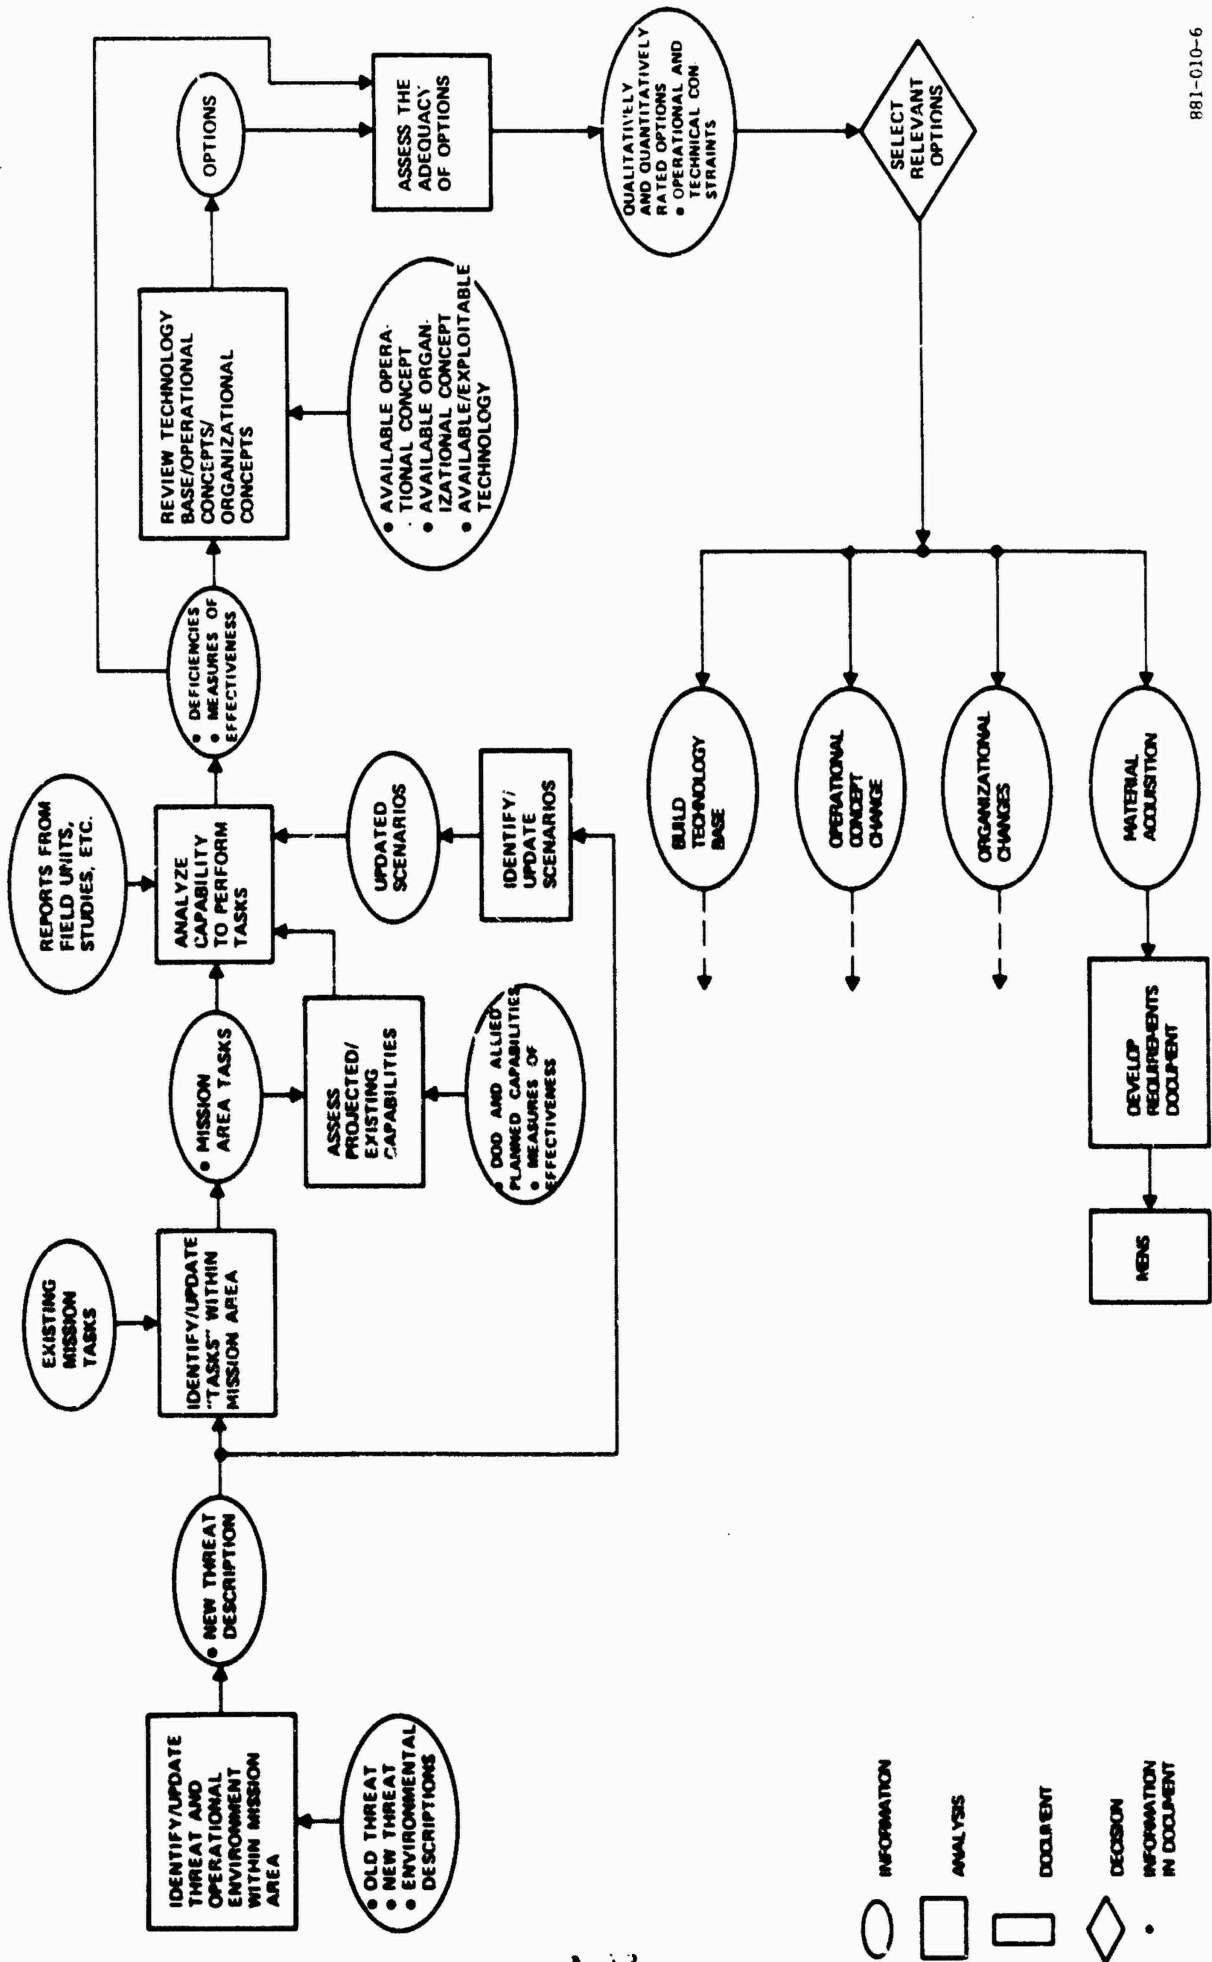 IDENTIFY/UPDATE
THREAT AND
OPERATIONAL
ENVIRONMENT
WITHIN MISSION
AREA
• OLD THREAT
• NEW THREAT
• ENVIRONMENTAL
DESCRIPTIONS
• NEW THREAT
DESCRIPTION
EXISTING
MISSION
TASKS
IDENTIFY/UPDATE
"TASKS" WITHIN
MISSION AREA
• MISSION
AREA TASKS
ASSESS
PROJECTED/
EXISTING
CAPABILITIES
• DOD AND ALLIED
PLANNED CAPABILITIES
• MEASURES OF
EFFECTIVENESS
REPORTS FROM
FIELD UNITS,
STUDIES, ETC.
ANALYZE
CAPABILITY
TO PERFORM
TASKS
UPDATED
SCENARIOS
IDENTIFY/
UPDATE
SCENARIOS
• DEFICIENCIES
• MEASURES OF
EFFECTIVENESS
REVIEW TECHNOLOGY
BASE/OPERATIONAL
CONCEPTS/
ORGANIZATIONAL
CONCEPTS
• AVAILABLE OPERA-
TIONAL CONCEPT
• AVAILABLE ORGAN-
IZATIONAL CONCEPT
• AVAILABLE/EXPLOITABLE
TECHNOLOGY
OPTIONS
ASSESS THE
ADEQUACY
OF OPTIONS
QUALITATIVELY
AND QUANTITATIVELY
RATED OPTIONS
• OPERATIONAL AND
TECHNICAL CON-
STRAINTS
SELECT
RELEVANT
OPTIONS
BUILD
TECHNOLOGY
BASE
OPERATIONAL
CONCEPT
CHANGE
ORGANIZATIONAL
CHANGES
MATERIAL
ACQUISITION
DEVELOP
REQUIREMENTS
DOCUMENT
MENS
INFORMATION
ANALYSIS
DOCUMENT
DECISION
• INFORMATION
IN DOCUMENT
881-010-6